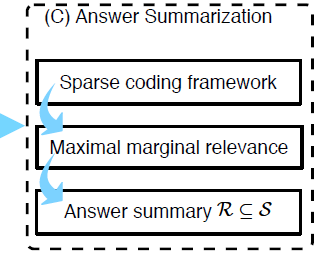 (C) Answer Summarization
Sparse coding framework
Maximal marginal relevance
Answer summary ℛ ⊆ 𝒮